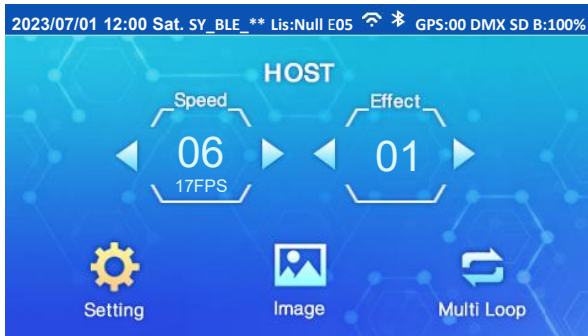 2023/07/01 12:00 Sat. SY_BLE_** Lis:Null E05 GPS:00 DMX SD B:100%
HOST
Speed Effect
06 01
17FPS
Setting Image Multi Loop